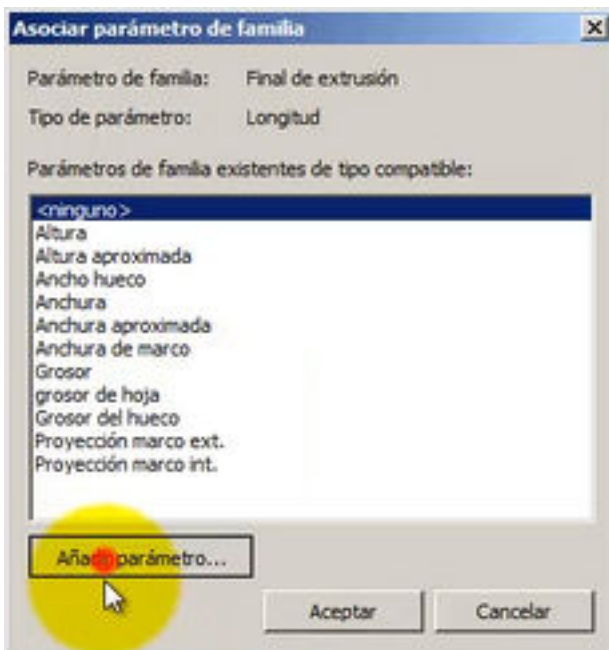 Asociar parámetro de familia
Parámetro de familia: Final de extrusión
Tipo de parámetro: Longitud
Parámetros de familia existentes de tipo compatible:
<ninguno>
Altura
Altura aproximada
Ancho hueco
Anchura
Anchura aproximada
Anchura de marco
Grosor
grosor de hoja
Grosor del hueco
Proyección marco ext.
Proyección marco int.
Añadir parámetro...
Aceptar Cancelar